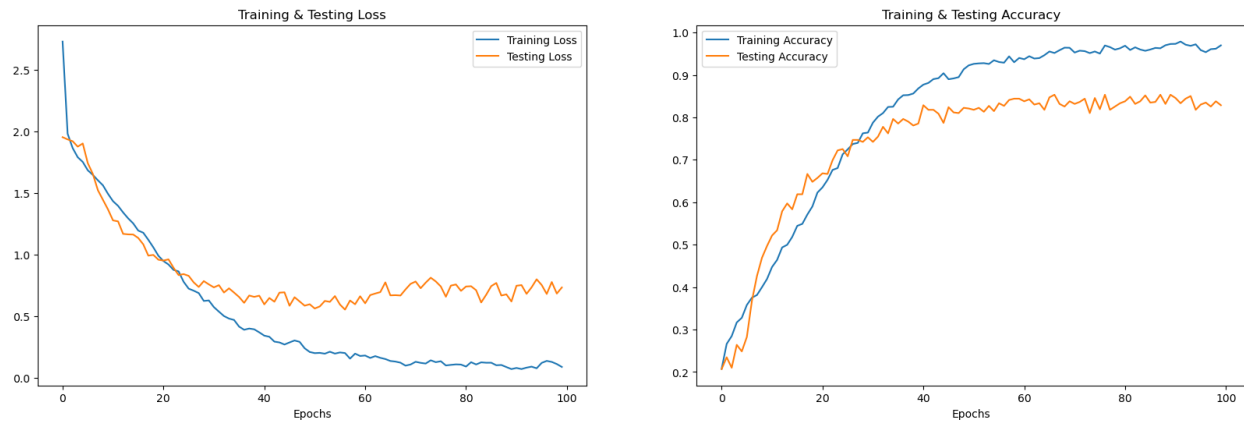 Training & Testing Loss
Training Loss
Testing Loss
2.5
2.0
1.5
1.0
0.5
0.0
0 20 40 60 80 100
Epochs
Training & Testing Accuracy
Training Accuracy
Testing Accuracy
1.0
0.9
0.8
0.7
0.6
0.5
0.4
0.3
0.2
0 20 40 60 80 100
Epochs